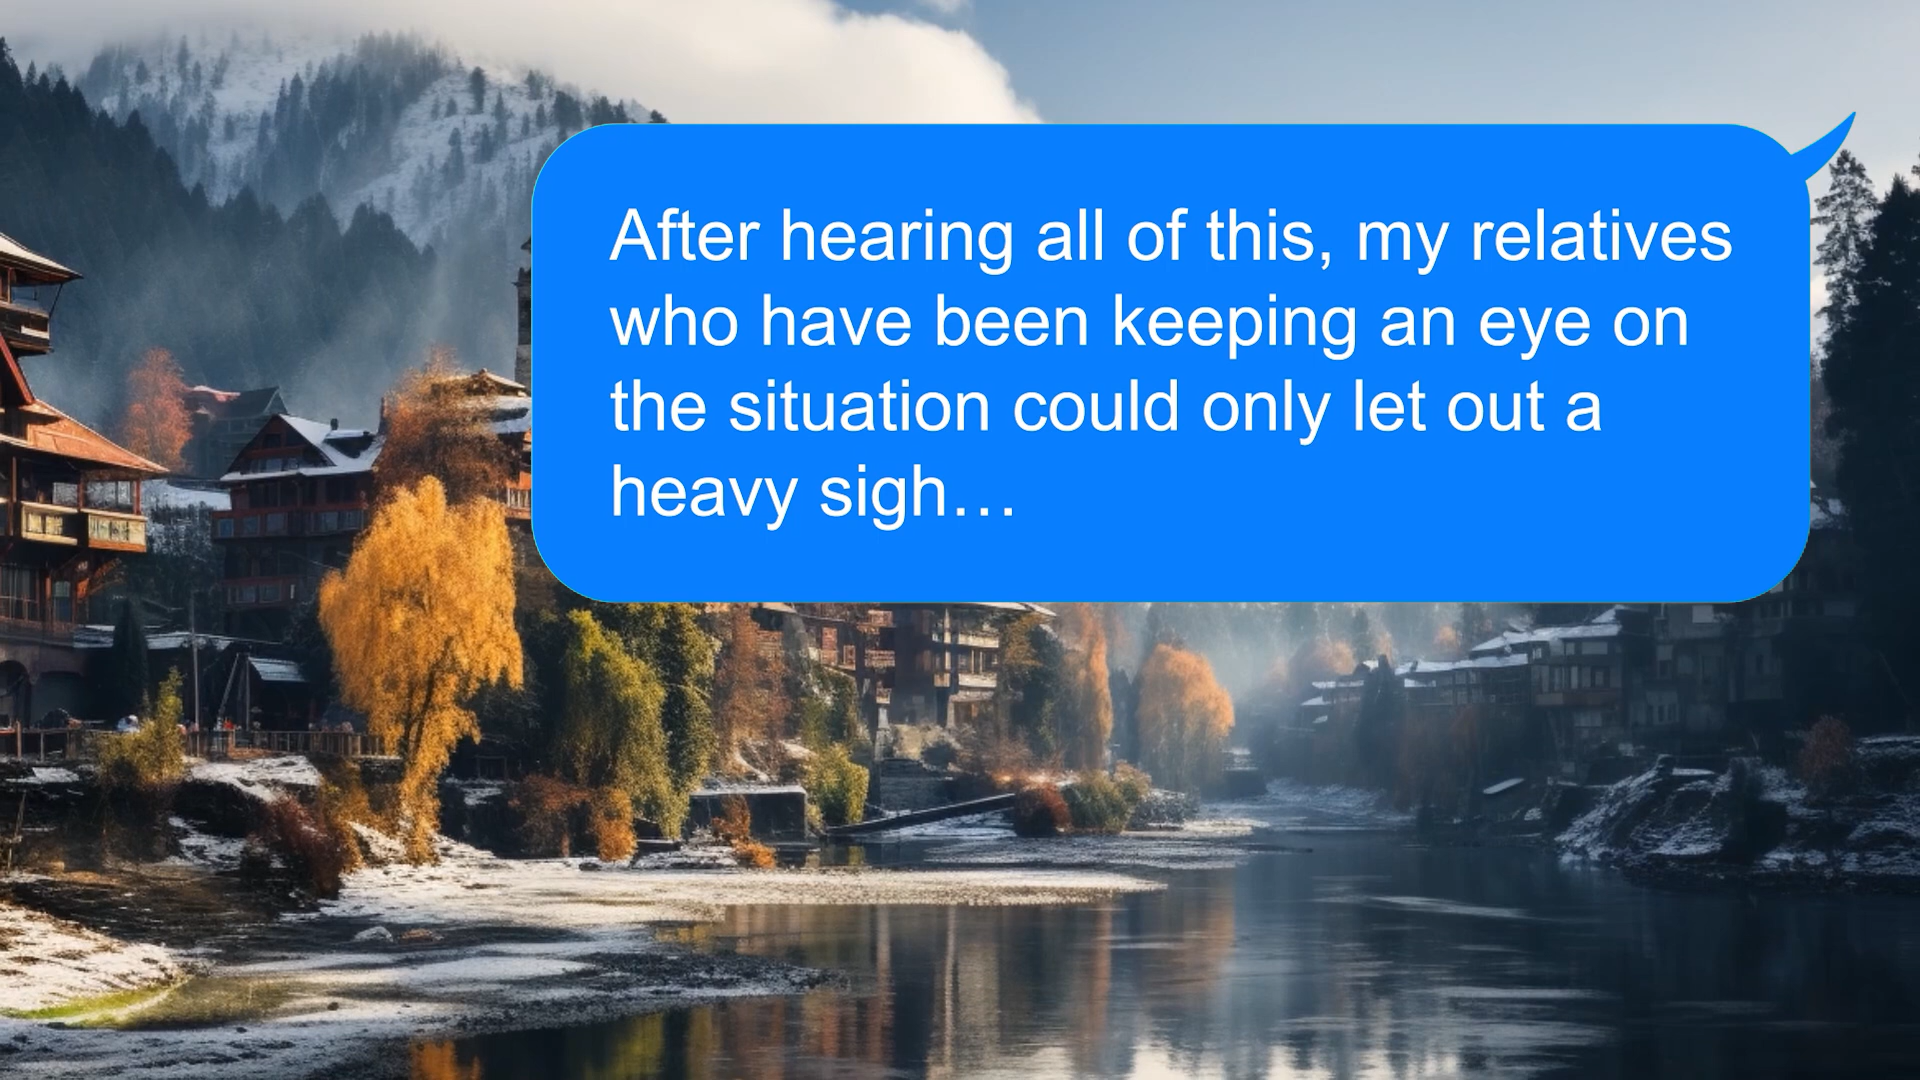 After hearing all of this, my relatives
who have been keeping an eye on
the situation could only let out a
heavy sigh…